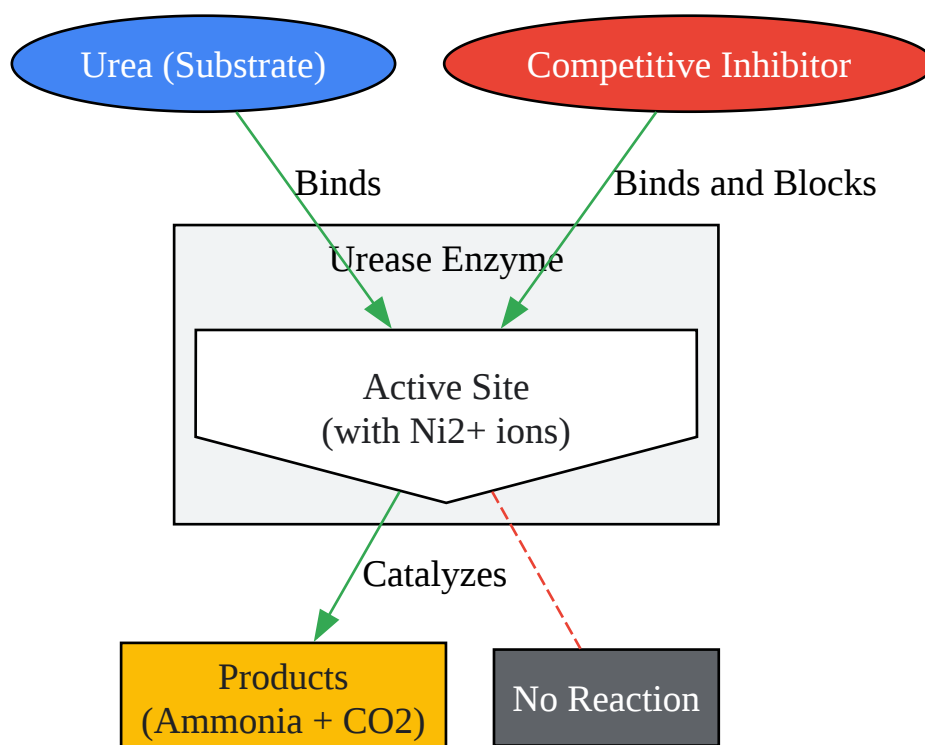 Urea (Substrate)
Competitive Inhibitor
Binds
Binds and Blocks
Urease Enzyme
Active Site
(with Ni2+ ions)
Catalyzes
Products
(Ammonia + CO2)
No Reaction